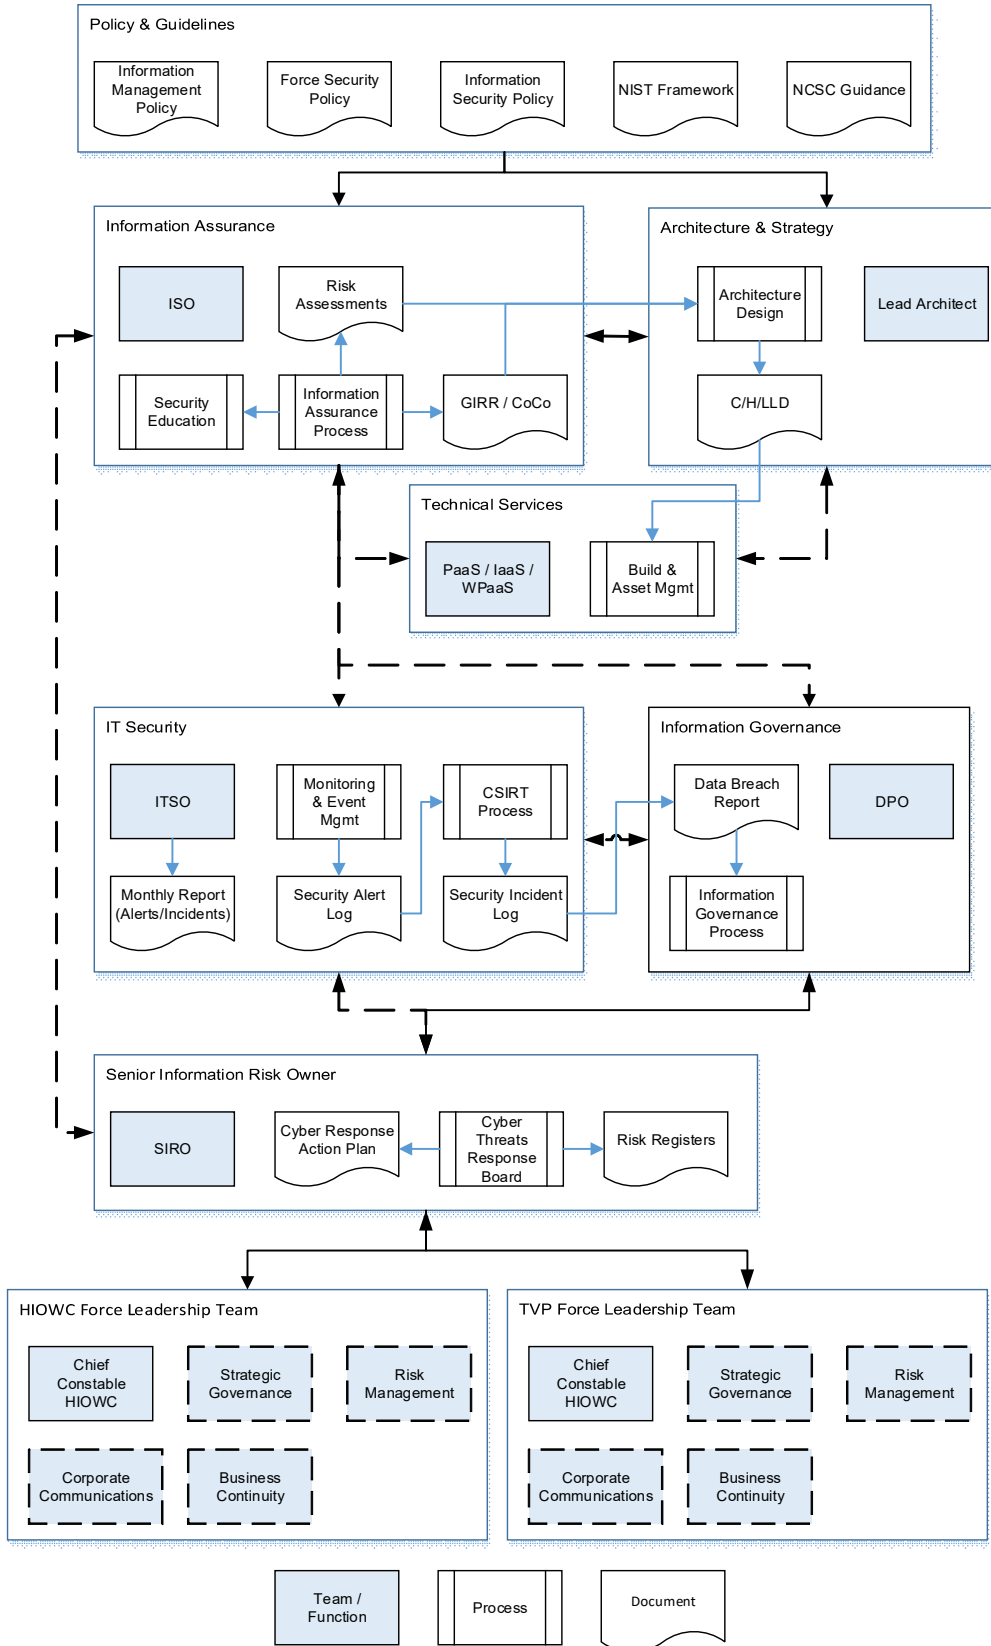 Policy & Guidelines
Information
Management
Policy
Force Security
Policy
Information
Security Policy
NIST Framework
NCSC Guidance
Information Assurance
ISO
Risk
Assessments
Security
Education
Information
Assurance
Process
GIRR / CoCo
Architecture & Strategy
Architecture
Design
Lead Architect
C/H/LLD
Technical Services
PaaS / IaaS /
WPaaS
Build &
Asset Mgmt
IT Security
ITSO
Monitoring
& Event
Mgmt
CSIRT
Process
Monthly Report
(Alerts/Incidents)
Security Alert
Log
Security Incident
Log
Information Governance
Data Breach
Report
DPO
Information
Governance
Process
Senior Information Risk Owner
SIRO
Cyber Response
Action Plan
Cyber
Threats
Response
Board
Risk Registers
HIOWC Force Leadership Team
Chief
Constable
HIOWC
Strategic
Governance
Risk
Management
Corporate
Communications
Business
Continuity
TVP Force Leadership Team
Chief
Constable
HIOWC
Strategic
Governance
Risk
Management
Corporate
Communications
Business
Continuity
Team /
Function
Process
Document